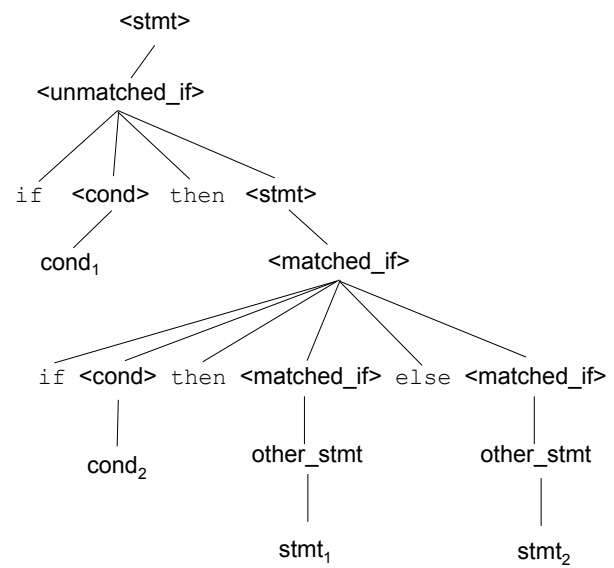 <stmt>
<unmatched_if>
if <cond> then <stmt>
cond₁ <matched_if>
if <cond> then <matched_if> else <matched_if>
cond₂ other_stmt other_stmt
stmt₁ stmt₂